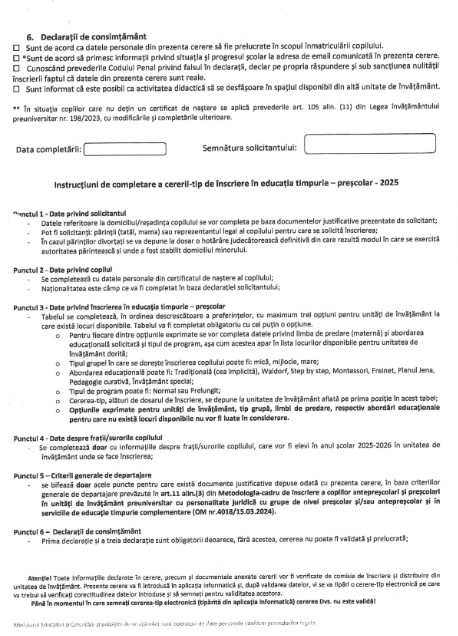 6. Declarații de consimțământ
☐ Sunt de acord ca datele personale din prezenta cerere să fie prelucrate în scopul înmatriculării copilului.
☐ *Sunt de acord să primesc informații privind situația și progresul școlar la adresa de email comunicată în prezenta cerere.
☐ Cunoscând prevederile Codului Penal privind falsul în declarații, declar pe propria răspundere și sub sancțiunea nulității
înscrierii faptul că datele din prezenta cerere sunt reale.
☐ Sunt informat că este posibil ca activitatea didactică să se desfășoare în spațiul disponibil din altă unitate de învățământ.
** În situația copiilor care nu dețin un certificat de naștere se aplică prevederile art. 105 alin. (11) din Legea învățământului
preuniversitar nr. 198/2023, cu modificările și completările ulterioare.
Data completării:
Semnătura solicitantului:
Instrucțiuni de completare a cererii-tip de înscriere în educația timpurie – preșcolar - 2025
Punctul 1 - Date privind solicitantul
- Datele referitoare la domiciliul/reședința copilului se vor completa pe baza documentelor justificative prezentate de solicitant;
- Pot fi solicitanți: părinții (tatăl, mama) sau reprezentantul legal al copilului pentru care se solicită înscrierea;
- În cazul părinților divorțați se va depune la dosar o hotărâre judecătorească definitivă din care rezultă modul în care se exercită
autoritatea părintească și unde a fost stabilit domiciliul minorului.
Punctul 2 - Date privind copilul
- Se completează cu datele personale din certificatul de naștere al copilului;
- Naționalitatea este câmp ce va fi completat în baza declarației solicitantului;
Punctul 3 - Date privind înscrierea în educația timpurie – preșcolar
- Tabelul se completează, în ordinea descrescătoare a preferințelor, cu maximum trei opțiuni pentru unități de învățământ la
care există locuri disponibile. Tabelul va fi completat obligatoriu cu cel puțin o opțiune.
o Pentru fiecare dintre opțiunile exprimate se vor completa datele privind limba de predare (maternă) și abordarea
educațională solicitată și tipul de program, așa cum acestea apar în lista locurilor disponibile pentru unitatea de
învățământ dorită;
o Tipul grupei în care se dorește înscrierea copilului poate fi: mică, mijlocie, mare;
o Abordarea educațională poate fi: Tradițională (cea implicită), Waldorf, Step by step, Montessori, Freinet, Planul Jena,
Pedagogie curativă, Învățământ special;
o Tipul de program poate fi: Normal sau Prelungit;
o Cererea-tip, alături de dosarul de înscriere, se depune la unitatea de învățământ aflată pe prima poziție în acest tabel;
o Opțiunile exprimate pentru unități de învățământ, tip grupă, limbi de predare, respectiv abordări educaționale
pentru care nu există locuri disponibile nu vor fi luate în considerare.
Punctul 4 - Date despre frații/surorile copilului
- Se completează doar cu informațiile despre frații/surorile copilului, care vor fi elevi în anul școlar 2025-2026 în unitatea de
învățământ unde se face înscrierea;
Punctul 5 – Criterii generale de departajare
- se bifează doar acele puncte pentru care există documente justificative depuse odată cu prezenta cerere, în baza criteriilor
generale de departajare prevăzute în art.11 alin.(3) din Metodologia-cadru de înscriere a copiilor antepreșcolari și preșcolari
în unități de învățământ preuniversitar cu personalitate juridică cu grupe de nivel preșcolar și/sau antepreșcolar și în
serviciile de educație timpurie complementare (OM nr.4018/15.03.2024).
Punctul 6 – Declarații de consimțământ
- Prima declarație și a treia declarație sunt obligatorii deoarece, fără acestea, cererea nu poate fi validată și prelucrată;
Atenție! Toate informațiile declarate în cerere, precum și documentele anexate cererii vor fi verificate de comisia de înscriere și distribuire din
unitatea de învățământ. Prezenta cerere va fi introdusă în aplicația informatică și, după validarea datelor, vi se va tipări o cerere-tip electronică pe care
va trebui să verificați corectitudinea datelor introduse și să semnați pentru validitatea acestora.
Până în momentul în care semnați cererea-tip electronică (tipărită din aplicația informatică) cererea Dvs. nu este validă!
Ministerul Educației și Cercetării și unitățile de învățământ sunt operatori de date personale conform prevederilor legale